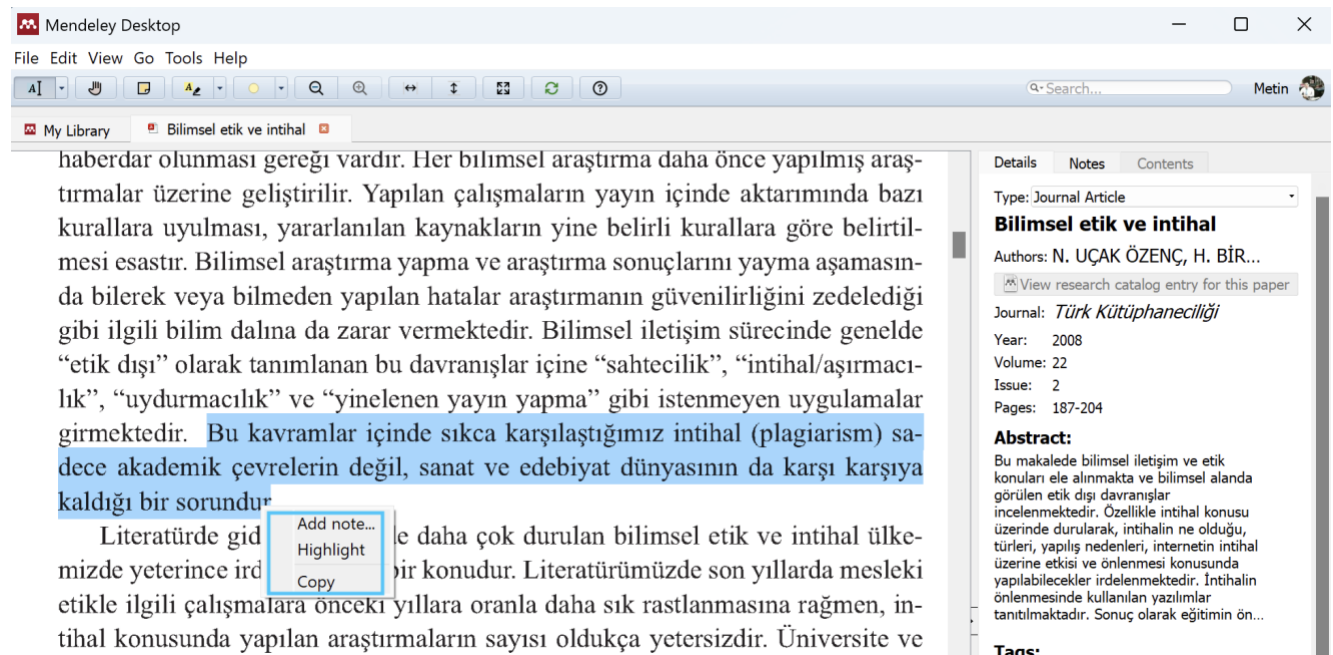 Mendeley Desktop
File Edit View Go Tools Help
Search...
Metin
My Library
Bilimsel etik ve intihal
haberdar olunması gereği vardır. Her bilimsel araştırma daha önce yapılmış araş-
tırmalar üzerine geliştirilir. Yapılan çalışmaların yayın içinde aktarımında bazı
kurallara uyulması, yararlanılan kaynakların yine belirli kurallara göre belirtil-
mesi esastır. Bilimsel araştırma yapma ve araştırma sonuçlarını yayma aşamasın-
da bilerek veya bilmeden yapılan hatalar araştırmanın güvenilirliğini zedelediği
gibi ilgili bilim dalına da zarar vermektedir. Bilimsel iletişim sürecinde genelde
“etik dışı” olarak tanımlanan bu davranışlar içine “sahtecilik”, “intihal/aşırmacı-
lık”, “uydurmacılık” ve “yinelenen yayın yapma” gibi istenmeyen uygulamalar
girmektedir. Bu kavramlar içinde sıkca karşılaştığımız intihal (plagiarism) sa-
dece akademik çevrelerin değil, sanat ve edebiyat dünyasının da karşı karşıya
kaldığı bir sorundur
Literatürde gid daha çok durulan bilimsel etik ve intihal ülke-
mizde yeterince ird bir konudur. Literatürümüzde son yıllarda mesleki
etikle ilgili çalışmalara önceki yıllara oranla daha sık rastlanmasına rağmen, in-
tihal konusunda yapılan araştırmaların sayısı oldukça yetersizdir. Üniversite ve
Add note...
Highlight
Copy
Details Notes Contents
Type: Journal Article
Bilimsel etik ve intihal
Authors: N. UÇAK ÖZENÇ, H. BİR...
View research catalog entry for this paper
Journal: Türk Kütüphaneciliği
Year: 2008
Volume: 22
Issue: 2
Pages: 187-204
Abstract:
Bu makalede bilimsel iletişim ve etik
konuları ele alınmakta ve bilimsel alanda
görülen etik dışı davranışlar
incelenmektedir. Özellikle intihal konusu
üzerinde durularak, intihalin ne olduğu,
türleri, yapılış nedenleri, internetin intihal
üzerine etkisi ve önlenmesi konusunda
yapılabilecekler irdelenmektedir. İntihalin
önlenmesinde kullanılan yazılımlar
tanıtılmaktadır. Sonuç olarak eğitimin ön...
Tags: